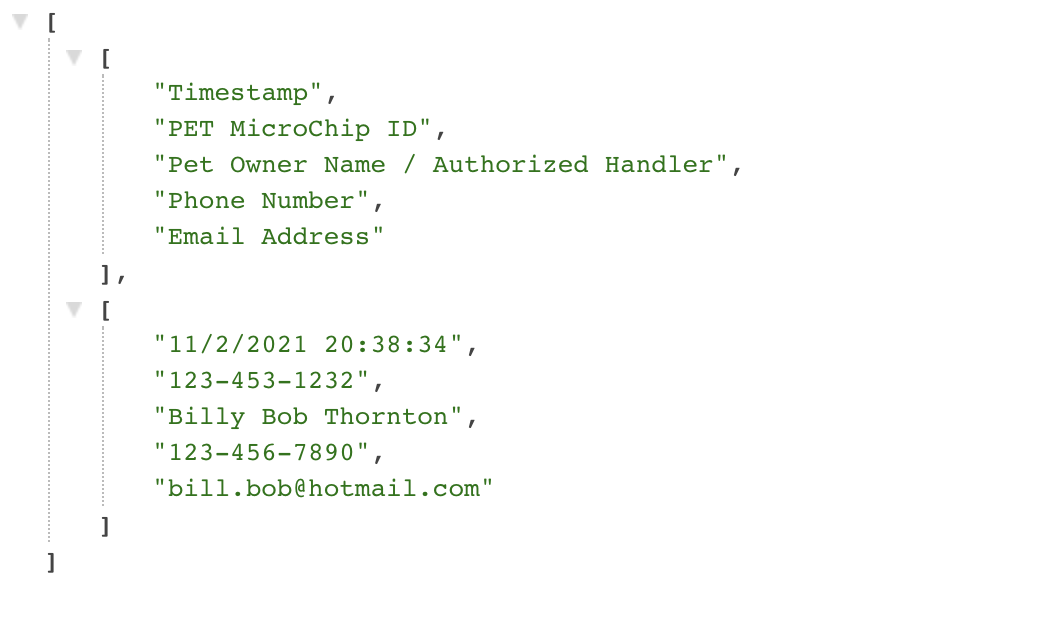 [
[
"Timestamp",
"PET MicroChip ID",
"Pet Owner Name / Authorized Handler",
"Phone Number",
"Email Address"
],
[
"11/2/2021 20:38:34",
"123-453-1232",
"Billy Bob Thornton",
"123-456-7890",
"bill.bob@hotmail.com"
]
]